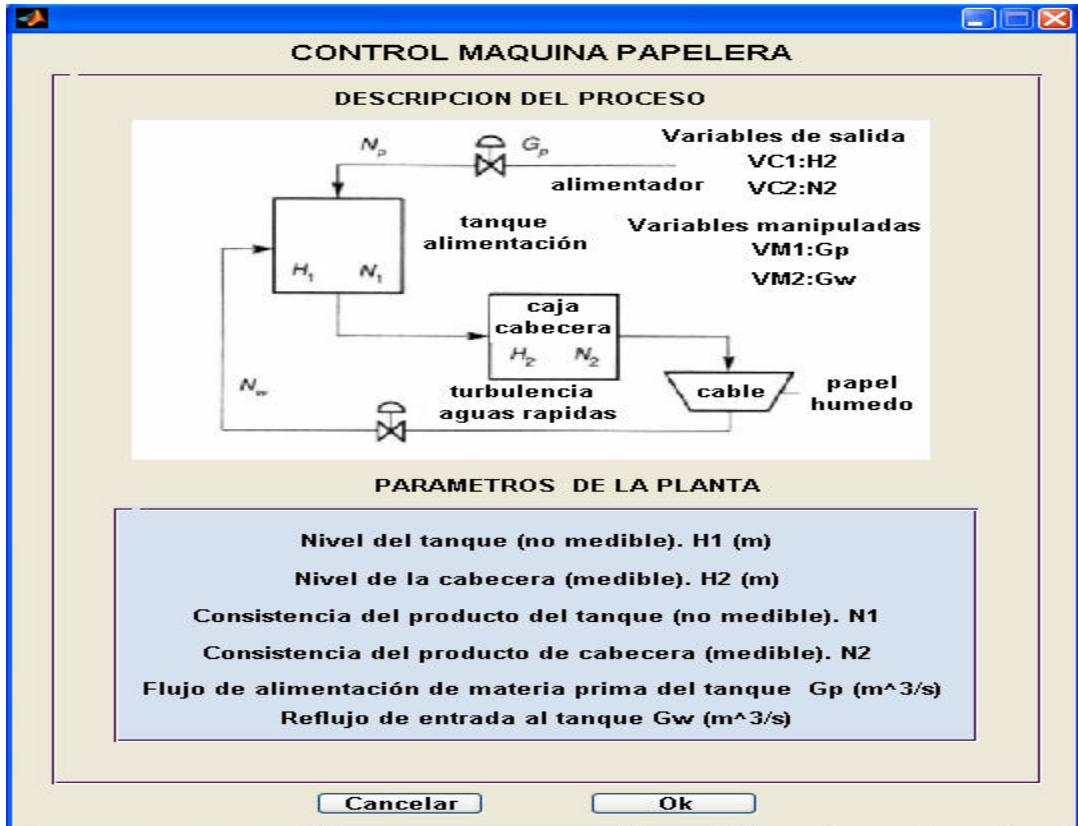 CONTROL MAQUINA PAPELERA
DESCRIPCION DEL PROCESO
Np
Gp
Variables de salida
VC1:H2
alimentador
VC2:N2
tanque
alimentación
Variables manipuladas
VM1:Gp
VM2:Gw
H1 N1
caja
cabecera
H2 N2
Nw
turbulencia
aguas rapidas
cable
papel
humedo
PARAMETROS DE LA PLANTA
Nivel del tanque (no medible). H1 (m)
Nivel de la cabecera (medible). H2 (m)
Consistencia del producto del tanque (no medible). N1
Consistencia del producto de cabecera (medible). N2
Flujo de alimentación de materia prima del tanque Gp (m^3/s)
Reflujo de entrada al tanque Gw (m^3/s)
Cancelar
Ok